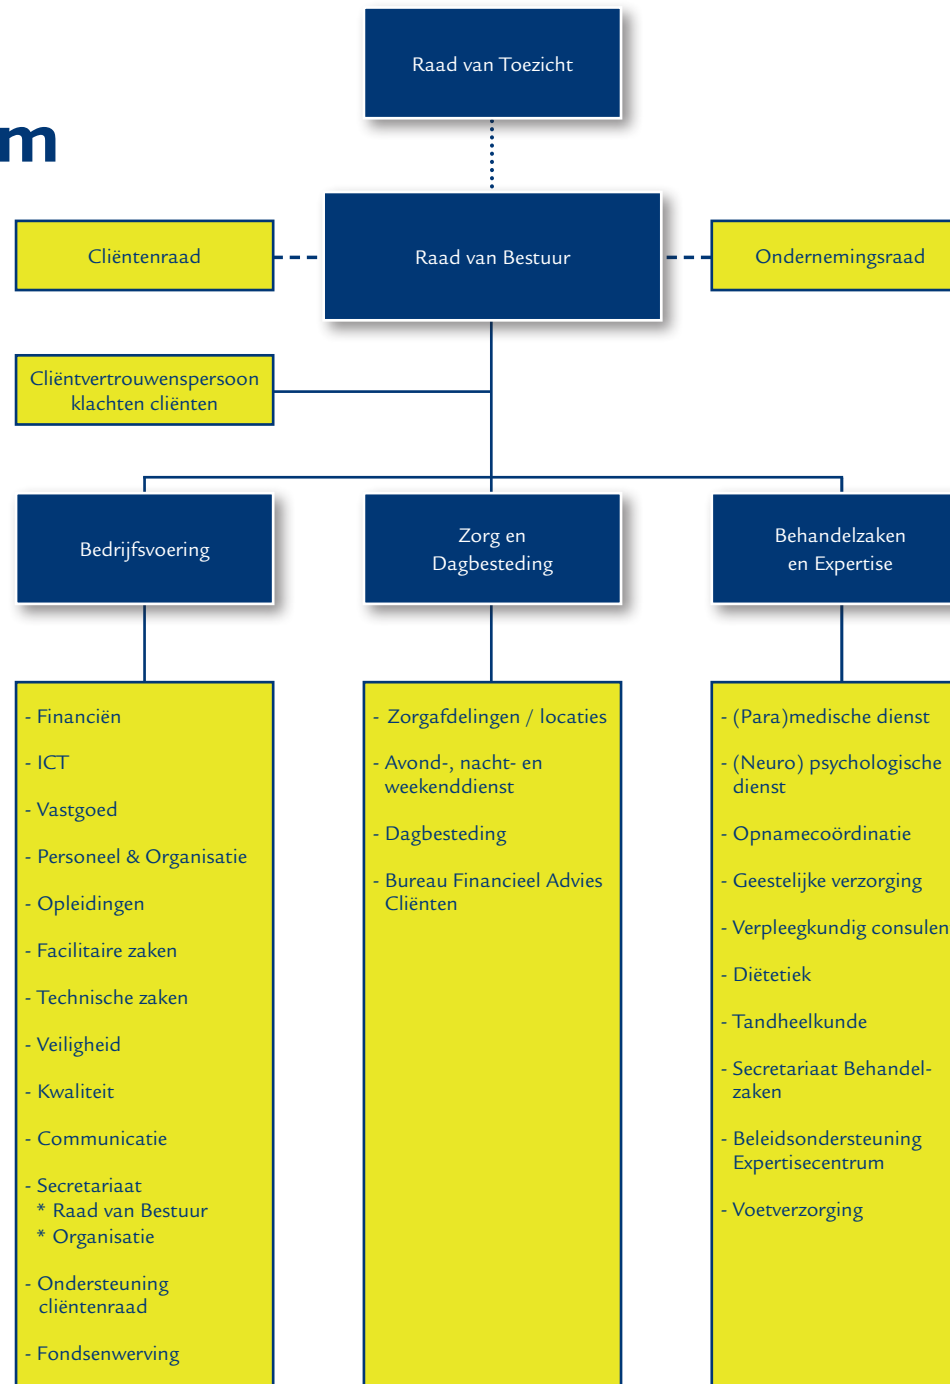 Raad van Toezicht
m
Cliëntenraad
Raad van Bestuur
Ondernemingsraad
Cliëntvertrouwenspersoon
klachten cliënten
Bedrijfsvoering
Zorg en
Dagbesteding
Behandelzaken
en Expertise
- Financiën
- ICT
- Vastgoed
- Personeel & Organisatie
- Opleidingen
- Facilitaire zaken
- Technische zaken
- Veiligheid
- Kwaliteit
- Communicatie
- Secretariaat
* Raad van Bestuur
* Organisatie
- Ondersteuning
cliëntenraad
- Fondsenwerving
- Zorgafdelingen / locaties
- Avond-, nacht- en
weekenddienst
- Dagbesteding
- Bureau Financieel Advies
Cliënten
- (Para)medische dienst
- (Neuro) psychologische
dienst
- Opnamecoördinatie
- Geestelijke verzorging
- Verpleegkundig consulen
- Diëtetiek
- Tandheelkunde
- Secretariaat Behandel-
zaken
- Beleidsondersteuning
Expertisecentrum
- Voetverzorging